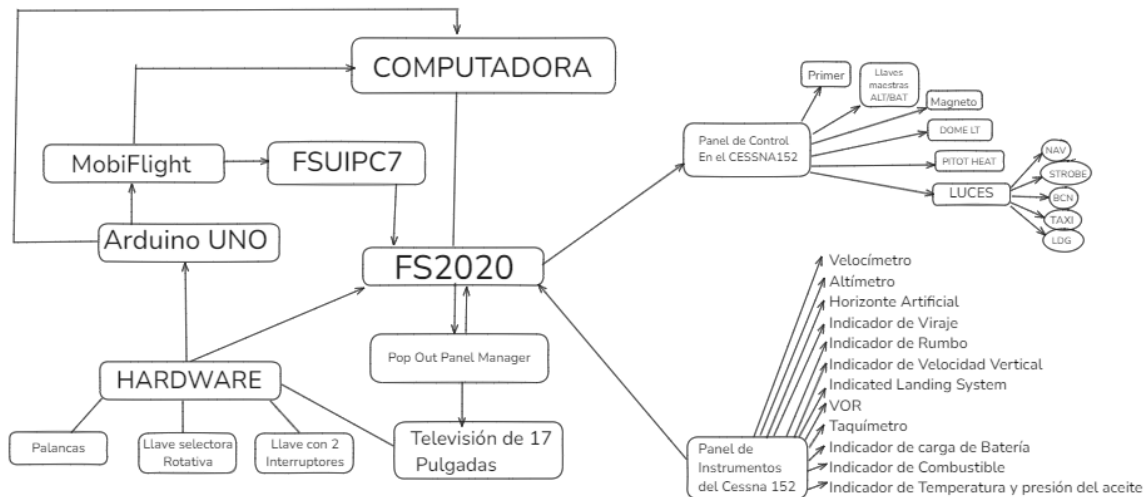 COMPUTADORA
MobiFlight
FSUIPC7
Arduino UNO
FS2020
Pop Out Panel Manager
HARDWARE
Palancas
Llave selectora
Rotativa
Llave con 2
Interruptores
Televisión de 17
Pulgadas
Panel de Control
En el CESSNA152
Primer
Llaves
maestras
ALT/BAT
Magneto
DOME LT
PITOT HEAT
LUCES
NAV
STROBE
BCN
TAXI
LDG
Velocímetro
Altímetro
Horizonte Artificial
Indicador de Viraje
Indicador de Rumbo
Indicador de Velocidad Vertical
Indicated Landing System
VOR
Taquímetro
Indicador de carga de Batería
Indicador de Combustible
Indicador de Temperatura y presión del aceite
Panel de
Instrumentos
del Cessna 152